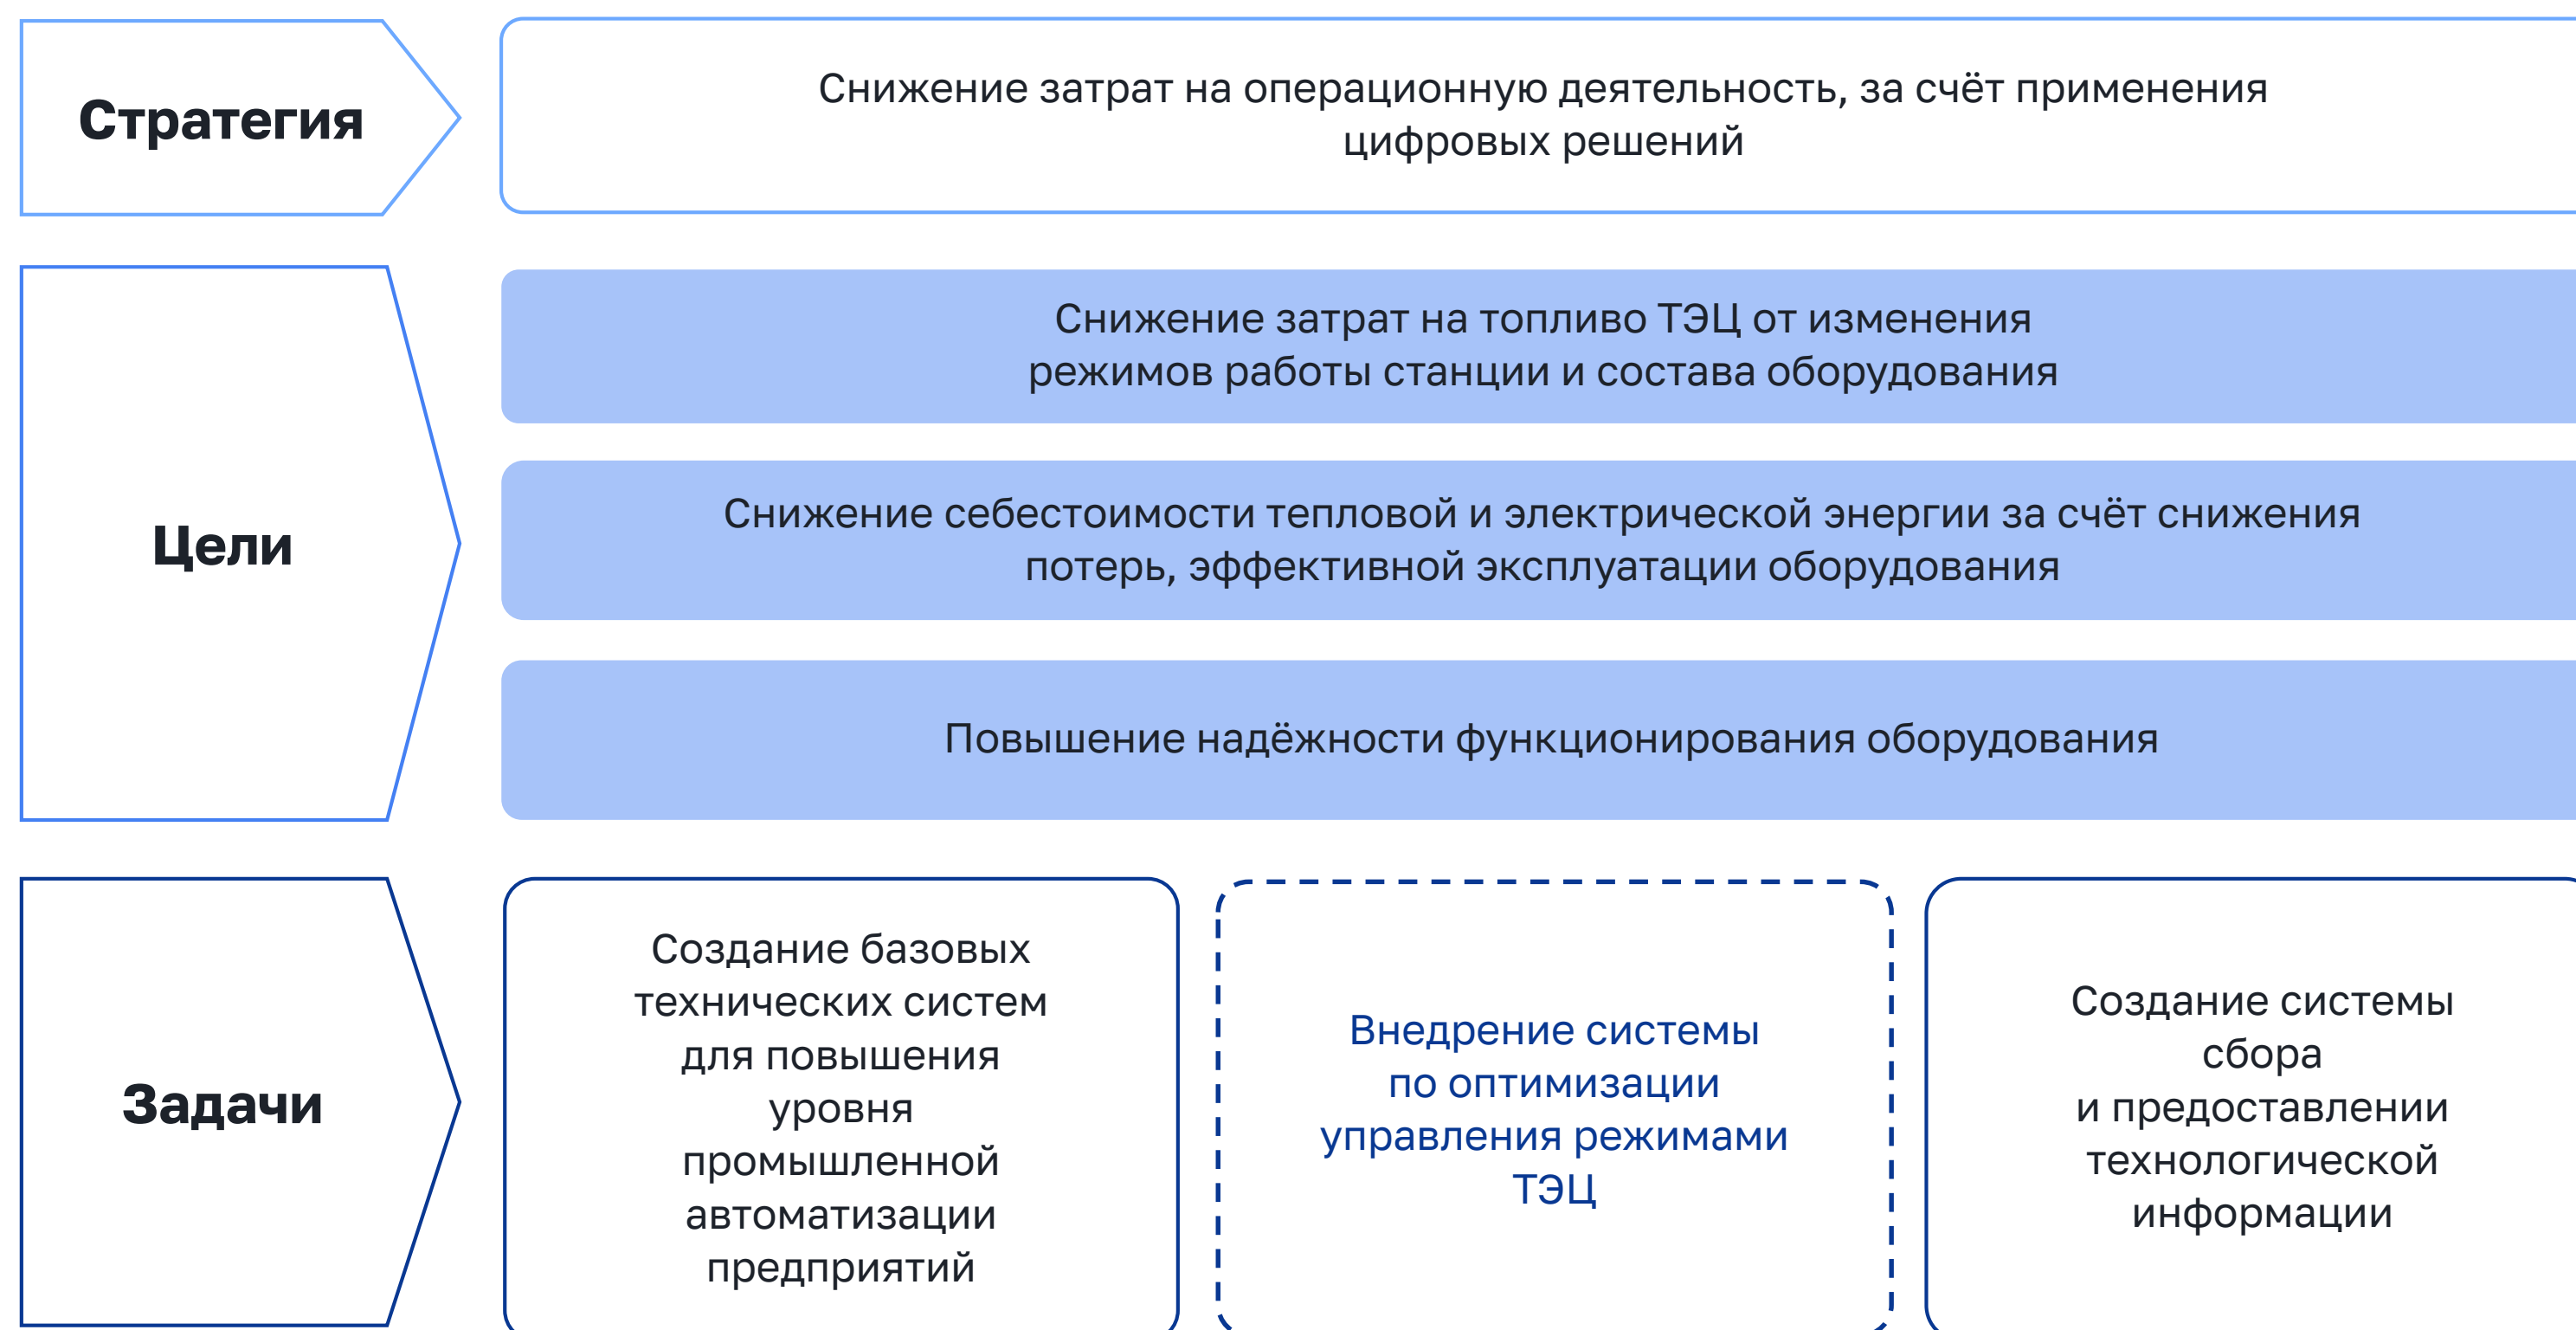 Стратегия
Снижение затрат на операционную деятельность, за счёт применения
цифровых решений
Цели
Снижение затрат на топливо ТЭЦ от изменения
режимов работы станции и состава оборудования
Снижение себестоимости тепловой и электрической энергии за счёт снижения
потерь, эффективной эксплуатации оборудования
Повышение надёжности функционирования оборудования
Задачи
Создание базовых
технических систем
для повышения
уровня
промышленной
автоматизации
предприятий
Внедрение системы
по оптимизации
управления режимами
ТЭЦ
Создание системы
сбора
и предоставлении
технологической
информации